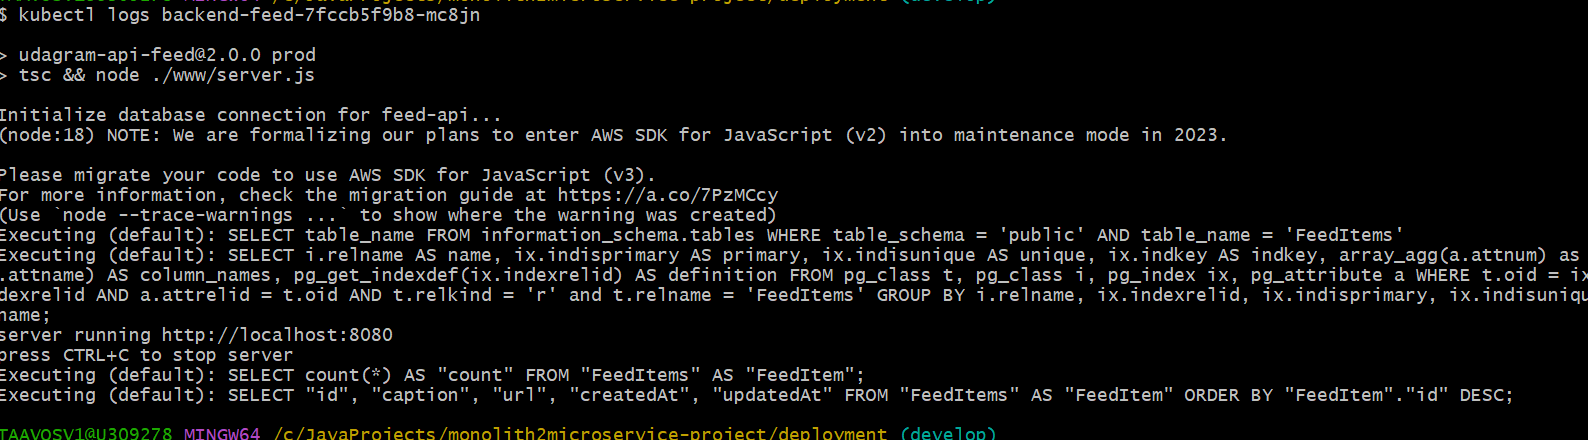 /c/JavaProjects/monolith2microservice-project/deployment (develop)
$ kubectl logs backend-feed-7fccb5f9b8-mc8jn
> udagram-api-feed@2.0.0 prod
> tsc && node ./www/server.js
Initialize database connection for feed-api...
(node:18) NOTE: We are formalizing our plans to enter AWS SDK for JavaScript (v2) into maintenance mode in 2023.
Please migrate your code to use AWS SDK for JavaScript (v3).
For more information, check the migration guide at https://a.co/7PzMCcy
(Use `node --trace-warnings ...` to show where the warning was created)
Executing (default): SELECT table_name FROM information_schema.tables WHERE table_schema = 'public' AND table_name = 'FeedItems'
Executing (default): SELECT i.relname AS name, ix.indisprimary AS primary, ix.indisunique AS unique, ix.indkey AS indkey, array_agg(a.attnum) as
.attname) AS column_names, pg_get_indexdef(ix.indexrelid) AS definition FROM pg_class t, pg_class i, pg_index ix, pg_attribute a WHERE t.oid = ix
dexrelid AND a.attrelid = t.oid AND t.relkind = 'r' and t.relname = 'FeedItems' GROUP BY i.relname, ix.indexrelid, ix.indisprimary, ix.indisuniqu
name;
server running http://localhost:8080
press CTRL+C to stop server
Executing (default): SELECT count(*) AS "count" FROM "FeedItems" AS "FeedItem";
Executing (default): SELECT "id", "caption", "url", "createdAt", "updatedAt" FROM "FeedItems" AS "FeedItem" ORDER BY "FeedItem"."id" DESC;
TAAVOSV1@U309278 MINGW64 /c/JavaProjects/monolith2microservice-project/deployment (develop)